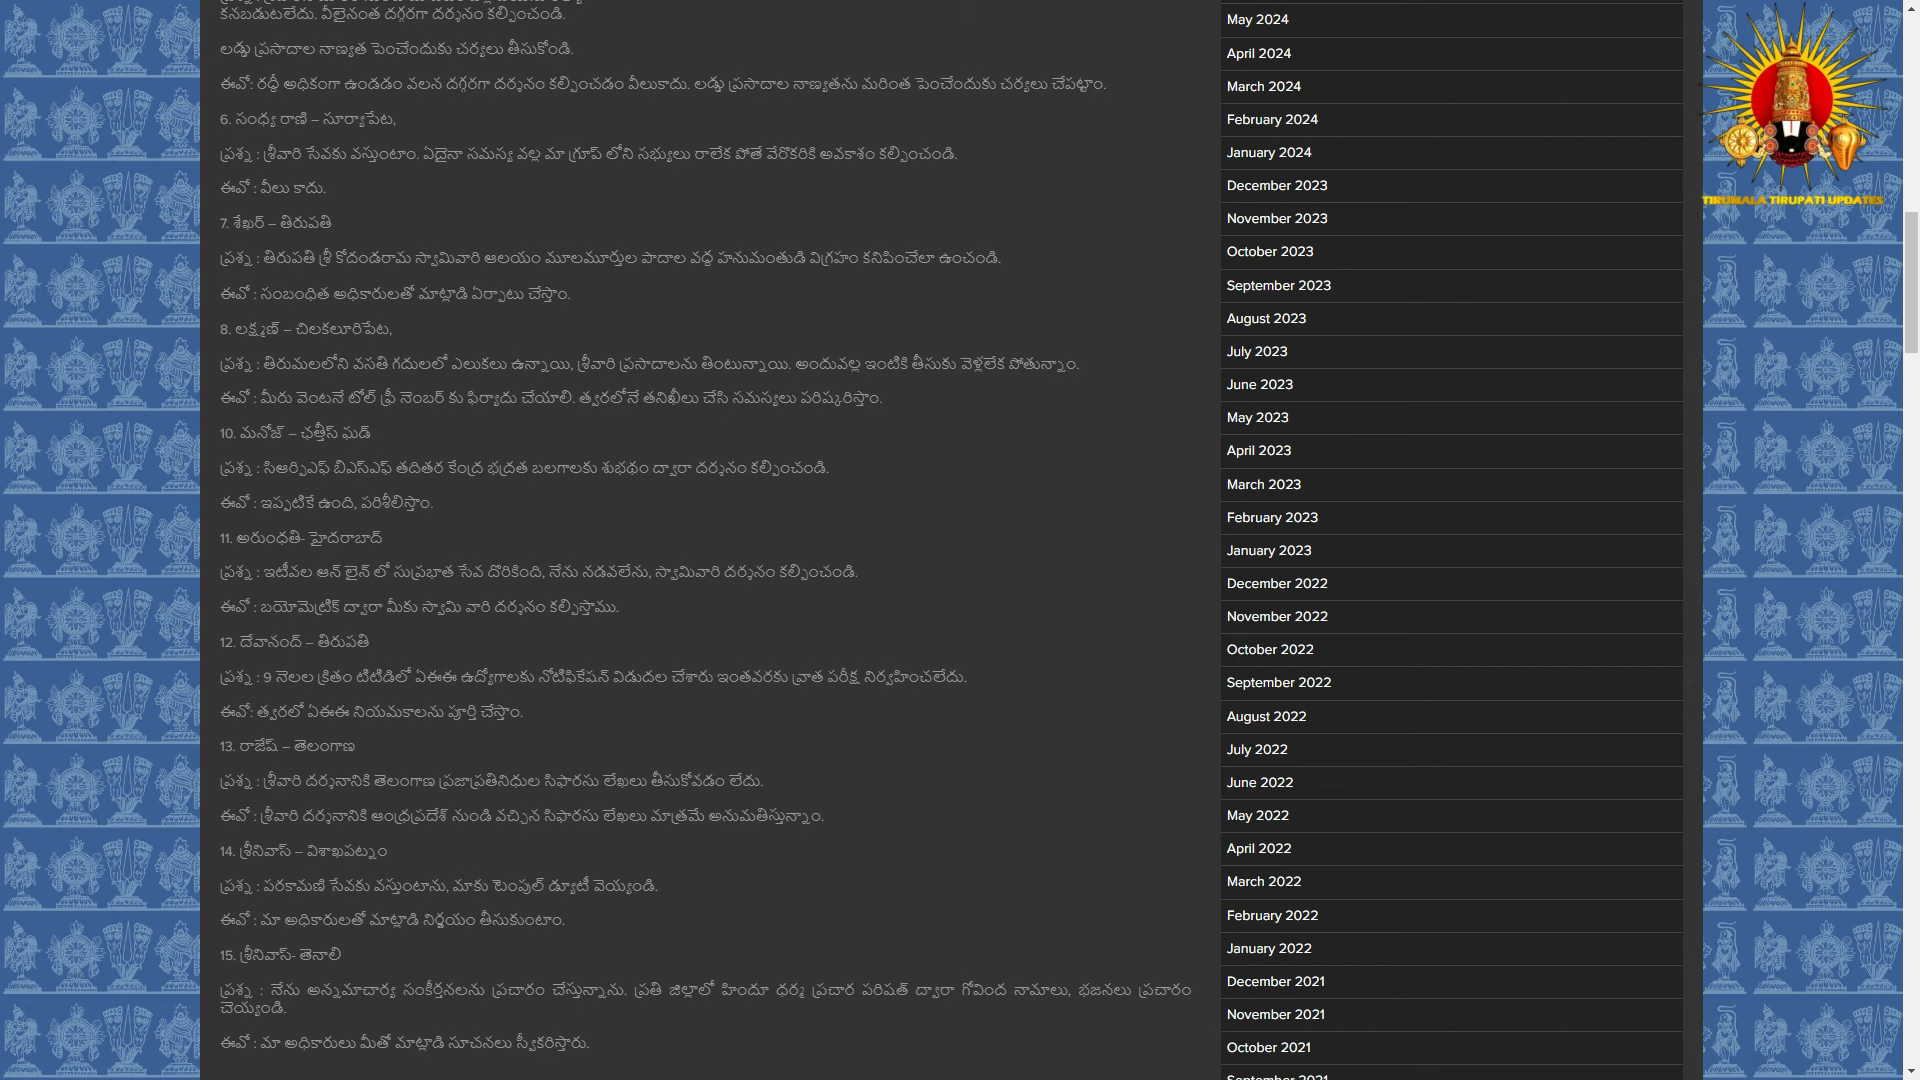 కనబడుటలేదు. వీలైనంత దగ్గరగా దర్శనం కల్పించండి.
లడ్డు ప్రసాదాల నాణ్యత పెంచేందుకు చర్యలు తీసుకోండి.
ఈవో: రద్దీ అధికంగా ఉండడం వలన దగ్గరగా దర్శనం కల్పించడం వీలుకాదు. లడ్డు ప్రసాదాల నాణ్యతను మరింత పెంచేందుకు చర్యలు చేపట్టాం.
6. సంధ్య రాణి – సూర్యాపేట,
ప్రశ్న : శ్రీవారి సేవకు వస్తుంటాం. ఏదైనా సమస్య వల్ల మా గ్రూప్ లోని సభ్యులు రాలేక పోతే వేరొకరికి అవకాశం కల్పించండి.
ఈవో : వీలు కాదు.
7. శేఖర్ – తిరుపతి
ప్రశ్న : తిరుపతి శ్రీ కోదండరామ స్వామివారి ఆలయం మూలమూర్తుల పాదాల వద్ద హనుమంతుడి విగ్రహం కనిపించేలా ఉంచండి.
ఈవో : సంబంధిత అధికారులతో మాట్లాడి ఏర్పాటు చేస్తాం.
8. లక్ష్మణ్ – చిలకలూరిపేట,
ప్రశ్న : తిరుమలలోని వసతి గదులలో ఎలుకలు ఉన్నాయి, శ్రీవారి ప్రసాదాలను తింటున్నాయి. అందువల్ల ఇంటికి తీసుకు వెళ్లలేక పోతున్నాం.
ఈవో : మీరు వెంటనే టోల్ ఫ్రీ నెంబర్ కు ఫిర్యాదు చేయాలి. త్వరలోనే తనిఖీలు చేసి సమస్యలు పరిష్కరిస్తాం.
10. మనోజ్ – ఛత్తీస్ ఘడ్
ప్రశ్న : సిఆర్పిఎఫ్ బిఎస్ఎఫ్ తదితర కేంద్ర భద్రత బలగాలకు శుభథం ద్వారా దర్శనం కల్పించండి.
ఈవో : ఇప్పటికే ఉంది, పరిశీలిస్తాం.
11. అరుంధతి- హైదరాబాద్
ప్రశ్న : ఇటీవల ఆన్ లైన్ లో సుప్రభాత సేవ దొరికింది, నేను నడవలేను, స్వామివారి దర్శనం కల్పించండి.
ఈవో : బయోమెట్రిక్ ద్వారా మీకు స్వామి వారి దర్శనం కల్పిస్తాము.
12. దేవానంద్ – తిరుపతి
ప్రశ్న : 9 నెలల క్రితం టిటిడిలో ఏఈఈ ఉద్యోగాలకు నోటిఫికేషన్ విడుదల చేశారు ఇంతవరకు వ్రాత పరీక్ష నిర్వహించలేదు.
ఈవో: త్వరలో ఏఈఈ నియమకాలను పూర్తి చేస్తాం.
13. రాజేష్ – తెలంగాణ
ప్రశ్న : శ్రీవారి దర్శనానికి తెలంగాణ ప్రజాప్రతినిధుల సిఫారసు లేఖలు తీసుకోవడం లేదు.
ఈవో : శ్రీవారి దర్శనానికి ఆంధ్రప్రదేశ్ నుండి వచ్చిన సిఫారసు లేఖలు మాత్రమే అనుమతిస్తున్నాం.
14. శ్రీనివాస్ – విశాఖపట్నం
ప్రశ్న : పరకామణి సేవకు వస్తుంటాను, మాకు టెంపుల్ డ్యూటీ వెయ్యండి.
ఈవో : మా అధికారులతో మాట్లాడి నిర్ణయం తీసుకుంటాం.
15. శ్రీనివాస్- తెనాలి
ప్రశ్న : నేను అన్నమాచార్య సంకీర్తనలను ప్రచారం చేస్తున్నాను. ప్రతి జిల్లాలో హిందూ ధర్మ ప్రచార పరిషత్ ద్వారా గోవింద నామాలు, భజనలు ప్రచారం
చెయ్యండి.
ఈవో : మా అధికారులు మీతో మాట్లాడి సూచనలు స్వీకరిస్తారు.
May 2024
April 2024
March 2024
February 2024
January 2024
December 2023
November 2023
October 2023
September 2023
August 2023
July 2023
June 2023
May 2023
April 2023
March 2023
February 2023
January 2023
December 2022
November 2022
October 2022
September 2022
August 2022
July 2022
June 2022
May 2022
April 2022
March 2022
February 2022
January 2022
December 2021
November 2021
October 2021
September 2021
TIRUMALA TIRUPATI UPDATES